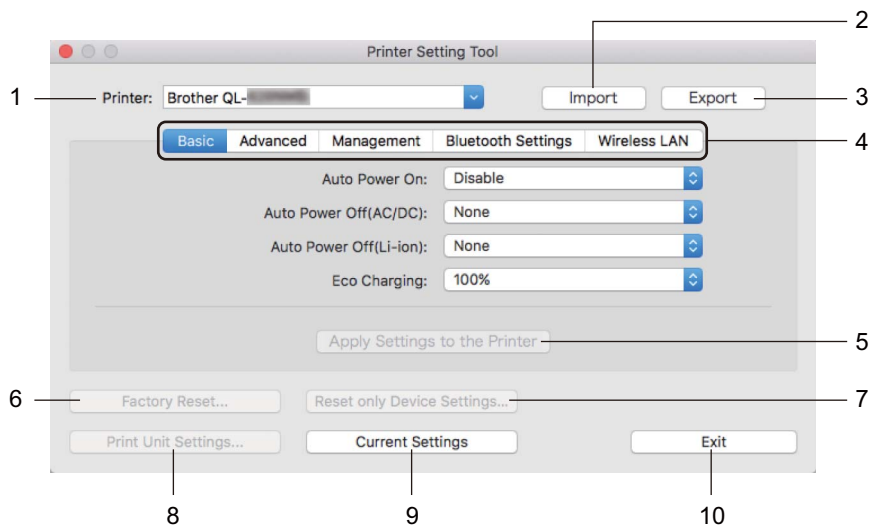 2
Printer Setting Tool
1 Printer: Brother QL- Import Export 3
Basic Advanced Management Bluetooth Settings Wireless LAN 4
Auto Power On: Disable
Auto Power Off(AC/DC): None
Auto Power Off(Li-ion): None
Eco Charging: 100%
Apply Settings to the Printer 5
6 Factory Reset... Reset only Device Settings... 7
Print Unit Settings... Current Settings Exit
8 9 10